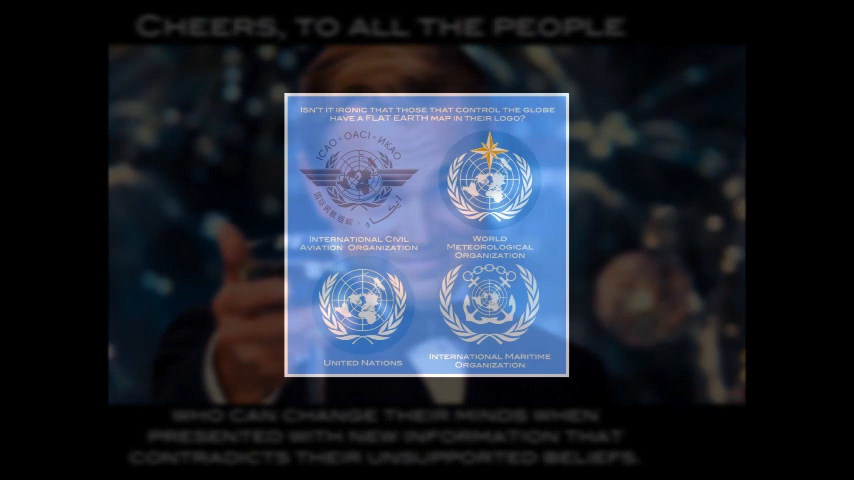 CHEERS, TO ALL THE PEOPLE
ISN'T IT IRONIC THAT THOSE THAT CONTROL THE GLOBE
HAVE A FLAT EARTH MAP IN THEIR LOGO?
ICAO · OACI · ИКАО
INTERNATIONAL CIVIL
AVIATION ORGANIZATION
WORLD
METEOROLOGICAL
ORGANIZATION
UNITED NATIONS
INTERNATIONAL MARITIME
ORGANIZATION
WHO CAN CHANGE THEIR MINDS WHEN
PRESENTED WITH NEW INFORMATION THAT
CONTRADICTS THEIR UNSUPPORTED BELIEFS.